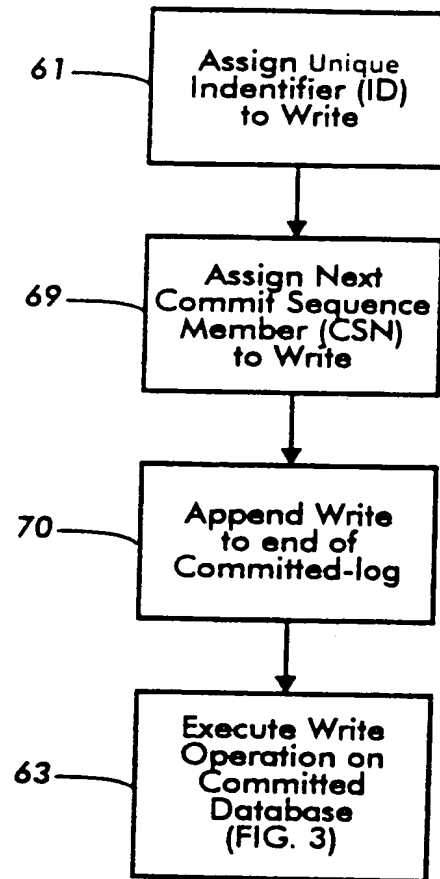 61
Assign Unique
Indentifier (ID)
to Write
69
Assign Next
Commif Sequence
Member (CSN)
to Write
70
Append Write
to end of
Committed-log
63
Execute Write
Operation on
Committed
Database
(FIG. 3)